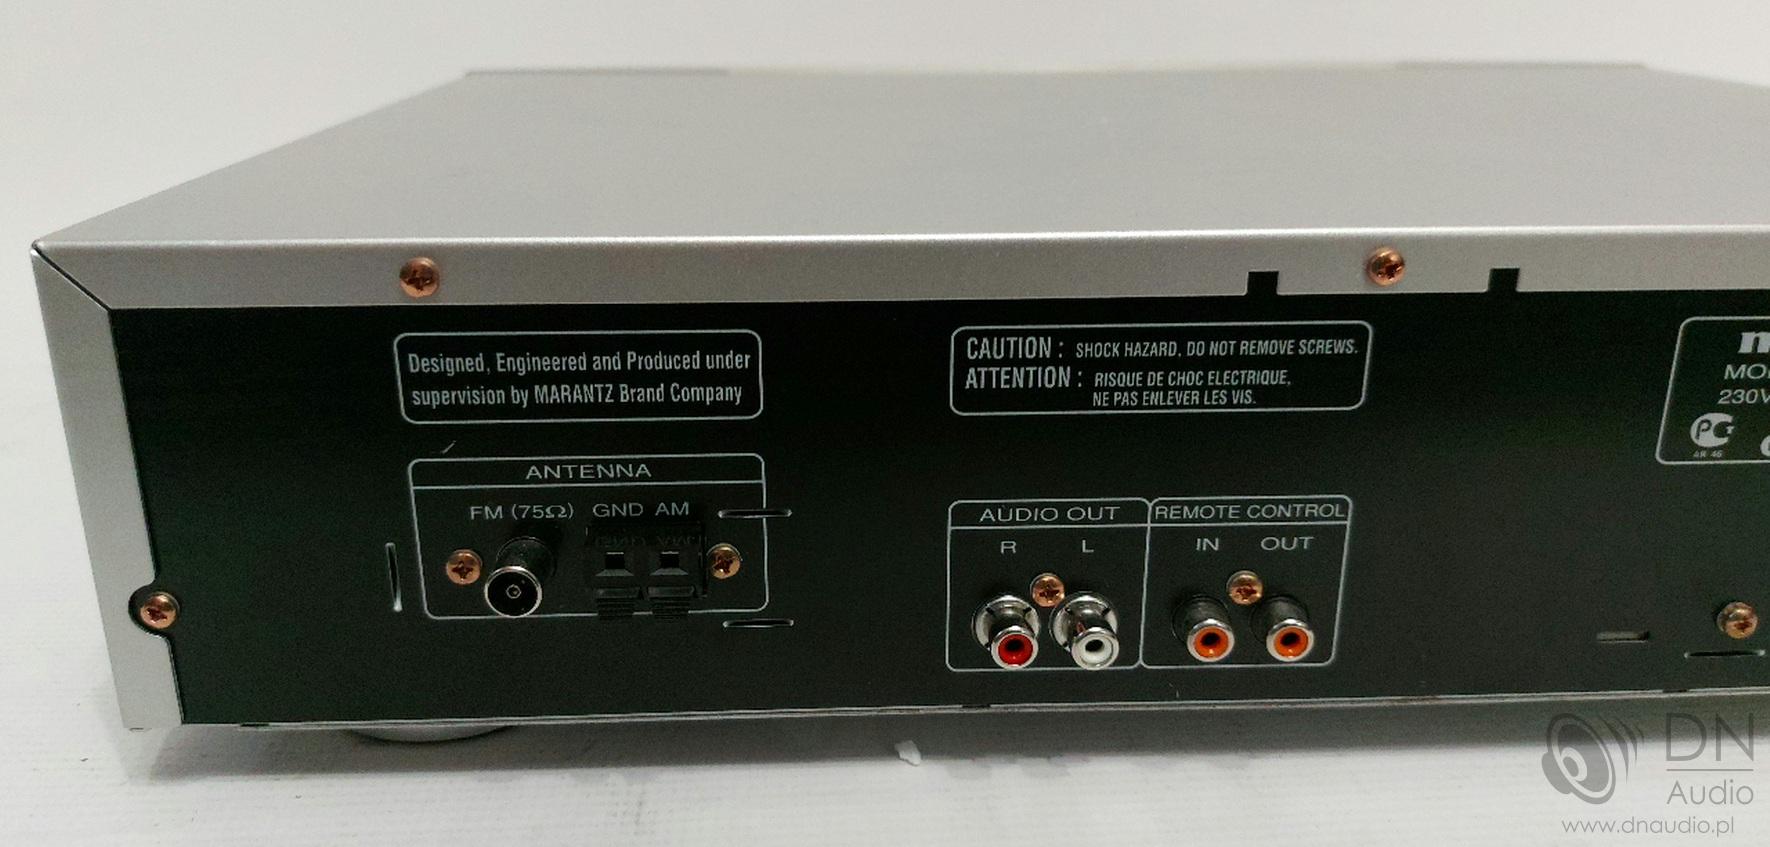 Designed, Engineered and Produced under
supervision by MARANTZ Brand Company
CAUTION : SHOCK HAZARD. DO NOT REMOVE SCREWS.
ATTENTION : RISQUE DE CHOC ELECTRIQUE,
NE PAS ENLEVER LES VIS.
230V
AR 46
ANTENNA
FM (75Ω) GND AM
AUDIO OUT
R L
REMOTE CONTROL
IN OUT
DN
Audio
www.dnaudio.pl